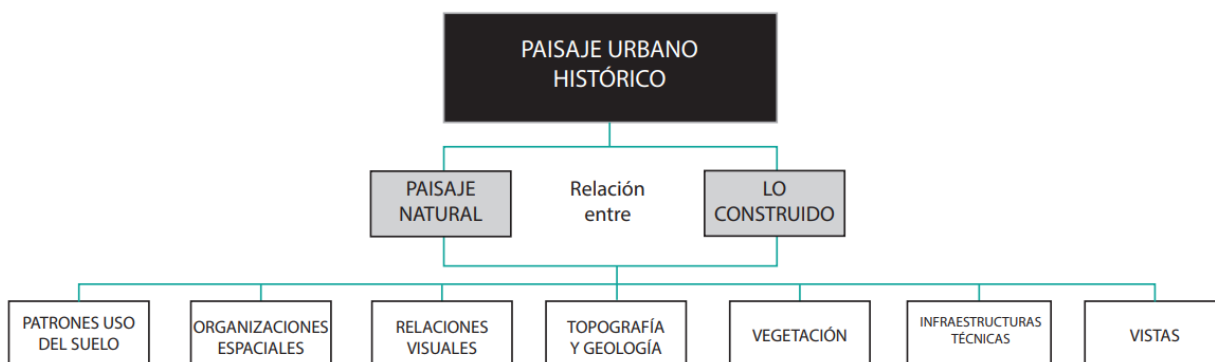 PAISAJE URBANO
HISTÓRICO
PAISAJE
NATURAL
Relación
entre
LO
CONSTRUIDO
PATRONES USO
DEL SUELO
ORGANIZACIONES
ESPACIALES
RELACIONES
VISUALES
TOPOGRAFÍA
Y GEOLOGÍA
VEGETACIÓN
INFRAESTRUCTURAS
TÉCNICAS
VISTAS